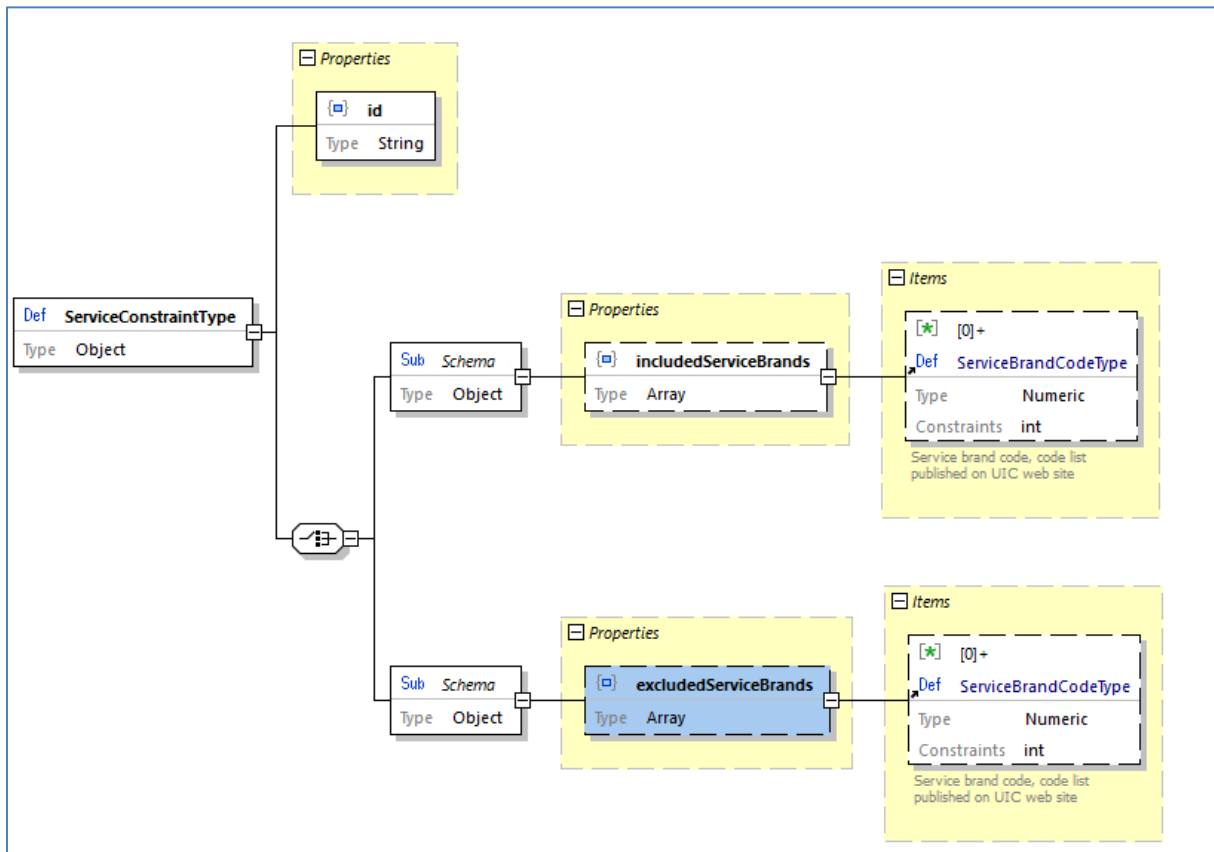 Properties
id
Type String
Def ServiceConstraintType
Type Object
Sub Schema
Type Object
Properties
includedServiceBrands
Type Array
Items
[*] [0]+
Def ServiceBrandCodeType
Type Numeric
Constraints int
Service brand code, code list
published on UIC web site
Sub Schema
Type Object
Properties
excludedServiceBrands
Type Array
Items
[*] [0]+
Def ServiceBrandCodeType
Type Numeric
Constraints int
Service brand code, code list
published on UIC web site